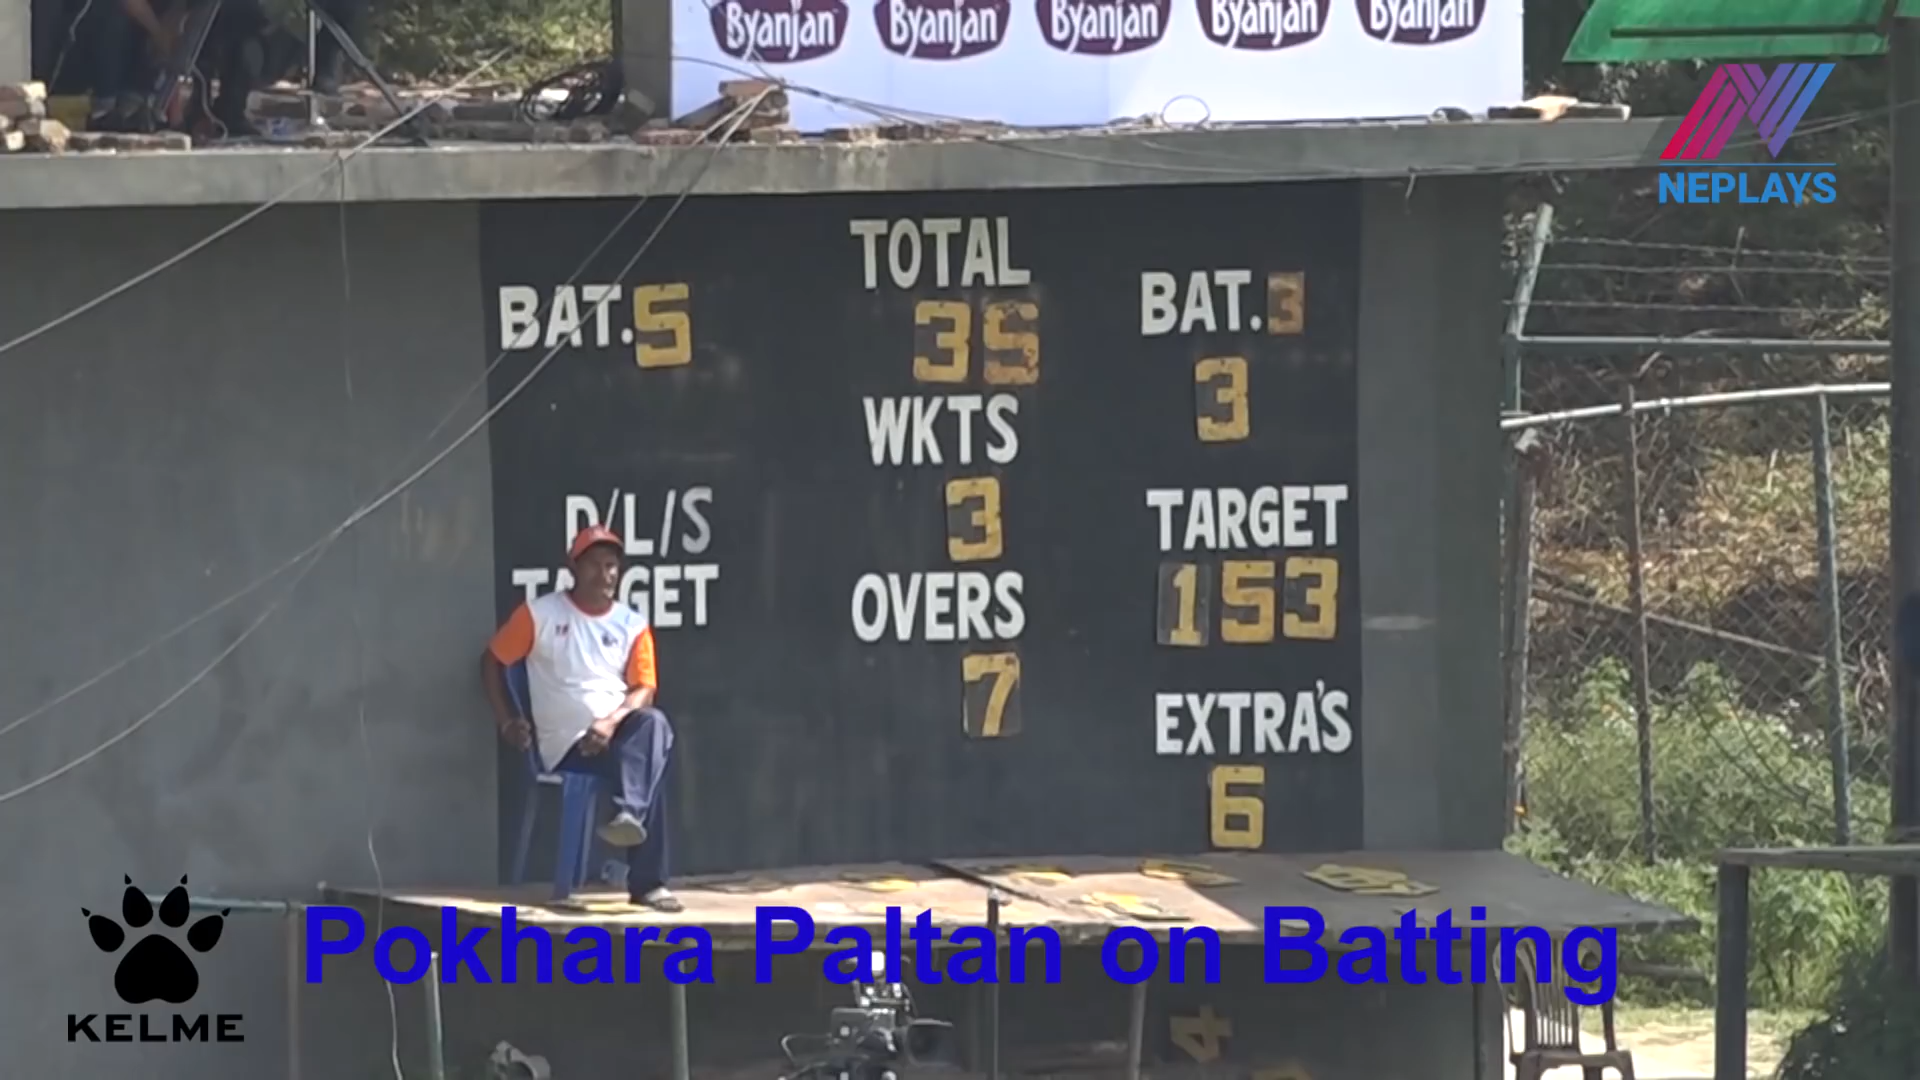 Byanjan Byanjan Byanjan Byanjan Byanjan
NEPLAYS
TOTAL
35
BAT.5
BAT.3
3
WKTS
3
D/L/S
TARGET
TARGET
153
OVERS
7
EXTRA'S
6
Pokhara Paltan on Batting
KELME
4